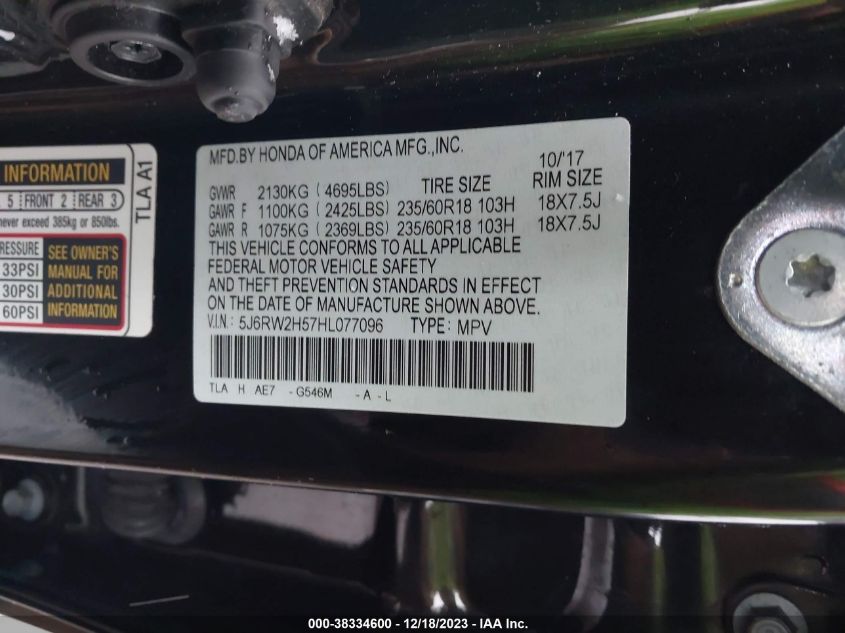 INFORMATION
5 FRONT 2 REAR 3
never exceed 385kg or 850lbs.
PRESSURE
33PSI
30PSI
60PSI
SEE OWNER'S
MANUAL FOR
ADDITIONAL
INFORMATION
TLA A1
MFD.BY HONDA OF AMERICA MFG.,INC. 10/'17
GVWR 2130KG ( 4695LBS) TIRE SIZE RIM SIZE
GAWR F 1100KG ( 2425LBS) 235/60R18 103H 18X7.5J
GAWR R 1075KG ( 2369LBS) 235/60R18 103H 18X7.5J
THIS VEHICLE CONFORMS TO ALL APPLICABLE
FEDERAL MOTOR VEHICLE SAFETY
AND THEFT PREVENTION STANDARDS IN EFFECT
ON THE DATE OF MANUFACTURE SHOWN ABOVE.
V.I.N.: 5J6RW2H57HL077096 TYPE: MPV
TLA H AE7 -G546M -A -L
000-38334600 - 12/18/2023 - IAA Inc.